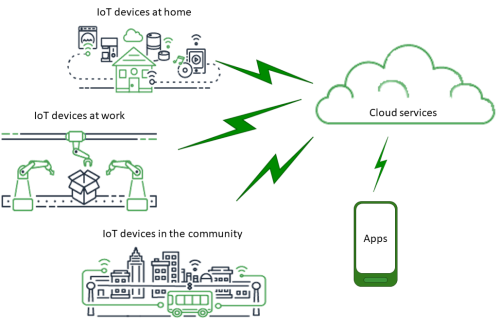 IoT devices at home
IoT devices at work
Cloud services
IoT devices in the community
Apps